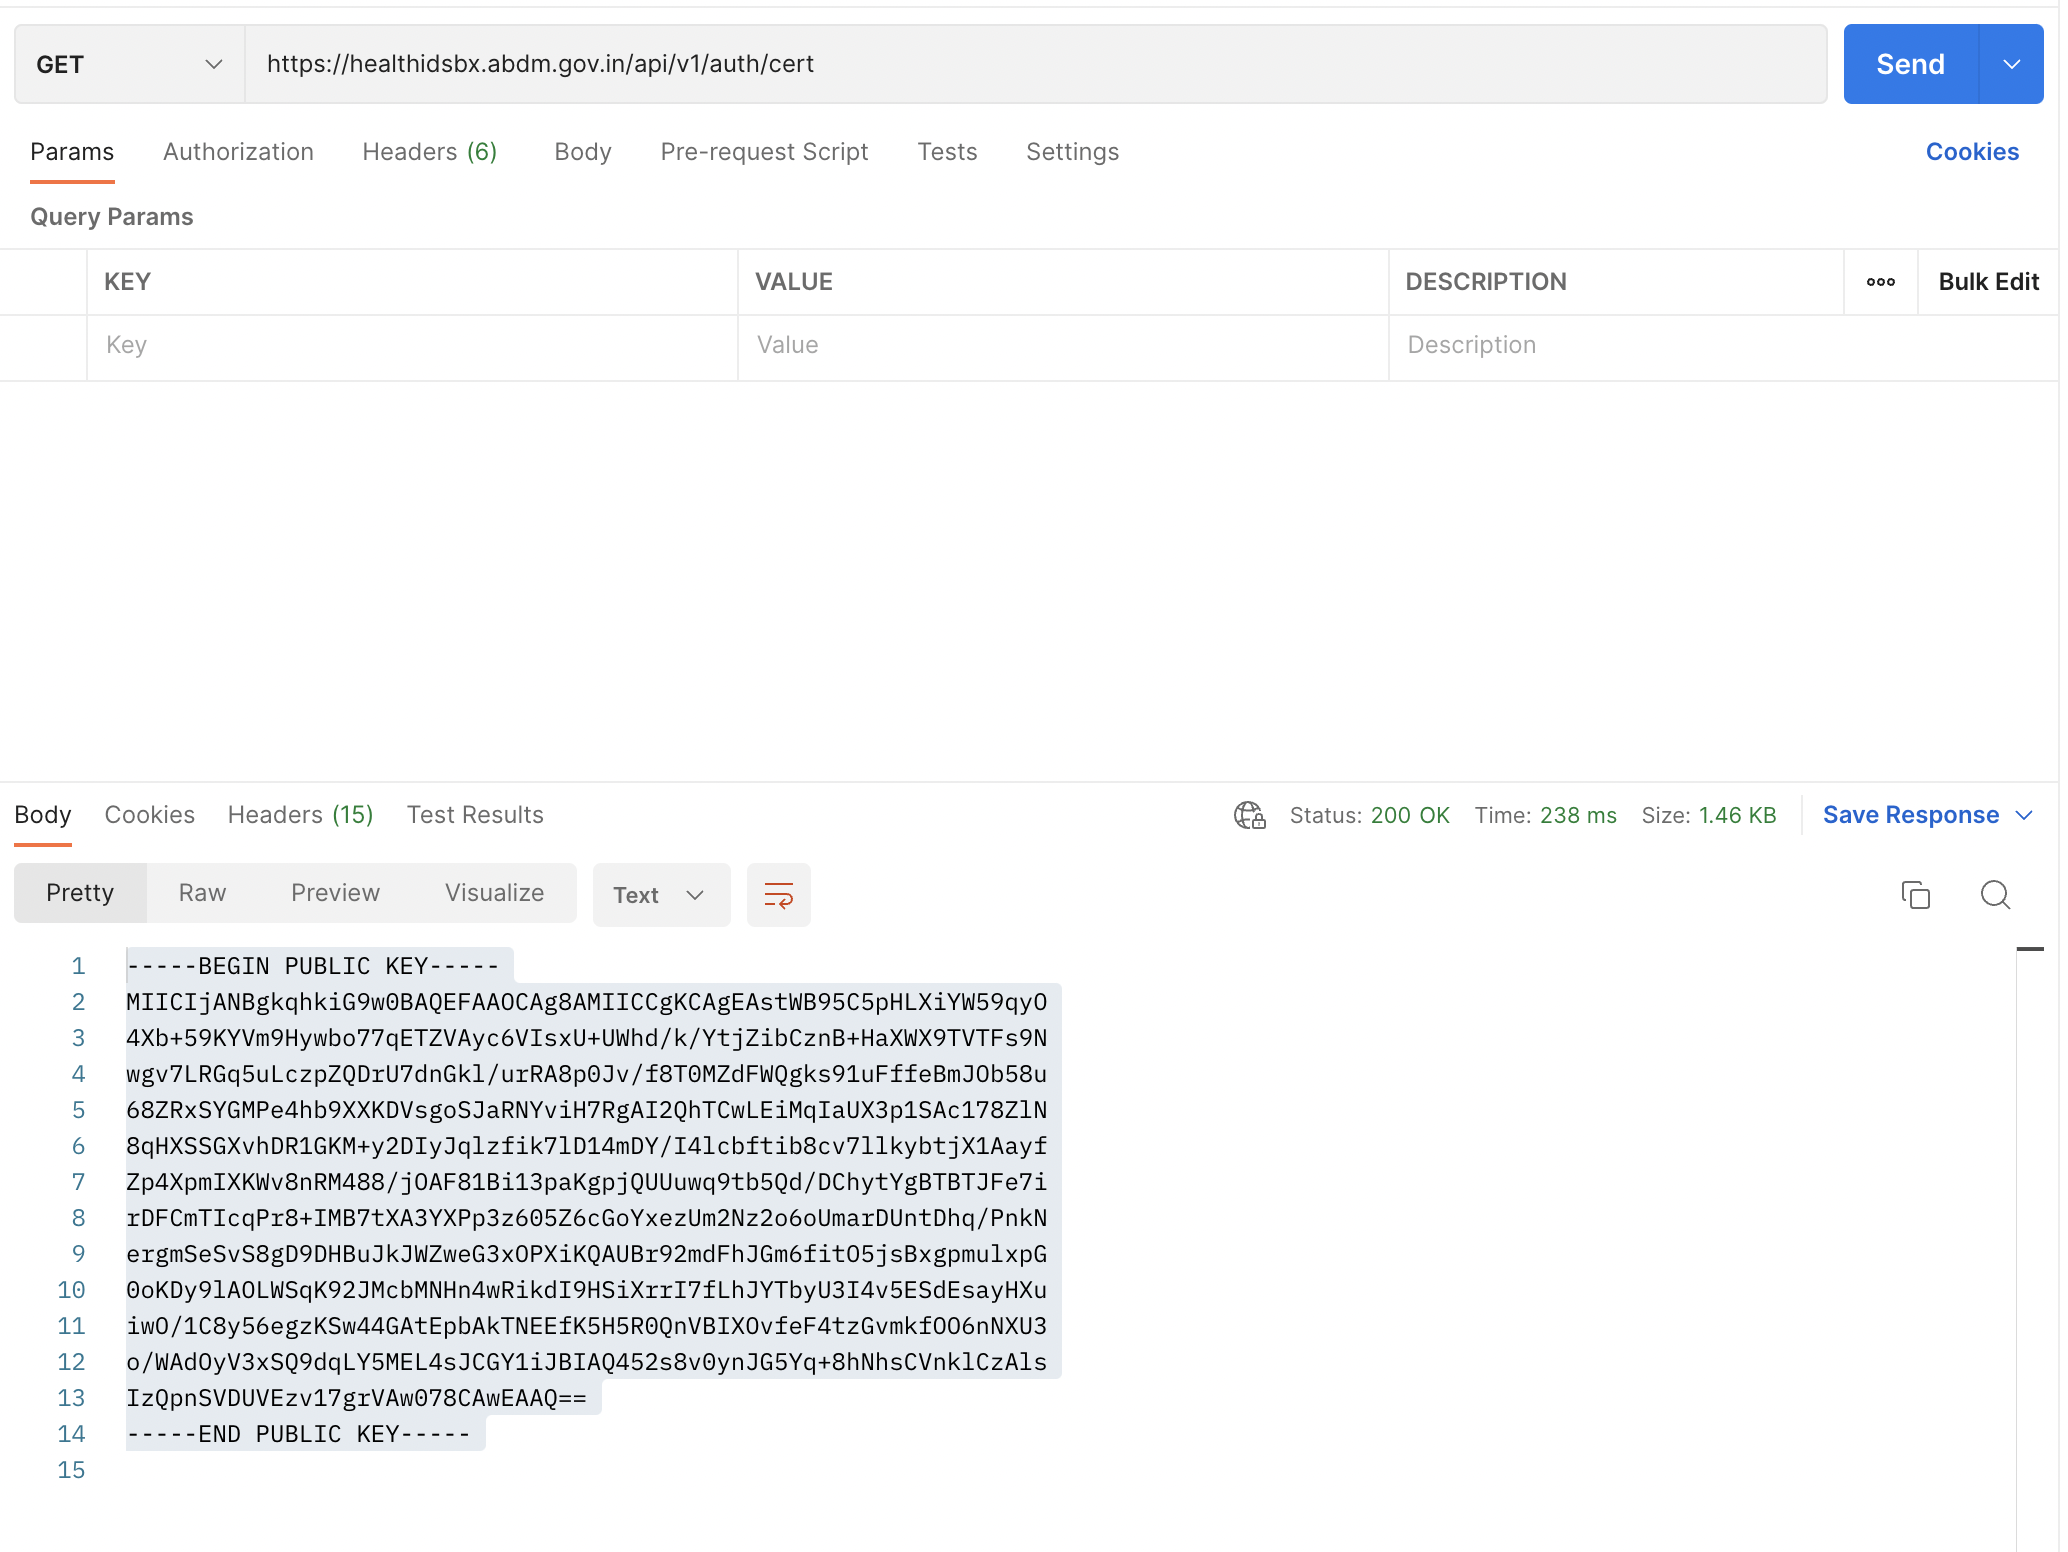 GET https://healthidsbx.abdm.gov.in/api/v1/auth/cert Send
Params Authorization Headers (6) Body Pre-request Script Tests Settings Cookies
Query Params
KEY VALUE DESCRIPTION ooo Bulk Edit
Key Value Description
Body Cookies Headers (15) Test Results Status: 200 OK Time: 238 ms Size: 1.46 KB Save Response
Pretty Raw Preview Visualize Text
1 -----BEGIN PUBLIC KEY-----
2 MIICIjANBgkqhkiG9w0BAQEFAAOCAg8AMIICCgKCAgEAstWB95C5pHLXiYW59qyO
3 4Xb+59KYVm9Hywbo77qETZVAyc6VIsxU+UWhd/k/YtjZibCznB+HaXWX9TVTFs9N
4 wgv7LRGq5uLczpZQDrU7dnGkl/urRA8p0Jv/f8T0MZdFWQgks91uFffeBmJOb58u
5 68ZRxSYGMPe4hb9XXKDVsgoSJaRNYviH7RgAI2QhTCwLEiMqIaUX3p1SAc178ZlN
6 8qHXSSGXvhDR1GKM+y2DIyJqlzfik7lD14mDY/I4lcbftib8cv7llkybtjX1Aayf
7 Zp4XpmIXKWv8nRM488/jOAF81Bi13paKgpjQUUuwq9tb5Qd/DChytYgBTBTJFe7i
8 rDFCmTIcqPr8+IMB7tXA3YXPp3z605Z6cGoYxezUm2Nz2o6oUmarDUntDhq/PnkN
9 ergmSeSvS8gD9DHBuJkJWZweG3xOPXiKQAUBr92mdFhJGm6fitO5jsBxgpmulxpG
10 0oKDy9lAOLWSqK92JMcbMNHn4wRikdI9HSiXrrI7fLhJYTbyU3I4v5ESdEsayHXu
11 iwO/1C8y56egzKSw44GAtEpbAkTNEEfK5H5R0QnVBIXOvfeF4tzGvmkfOO6nNXU3
12 o/WAdOyV3xSQ9dqLY5MEL4sJCGY1iJBIAQ452s8v0ynJG5Yq+8hNhsCVnklCzAls
13 IzQpnSVDUVEzv17grVAw078CAwEAAQ==
14 -----END PUBLIC KEY-----
15